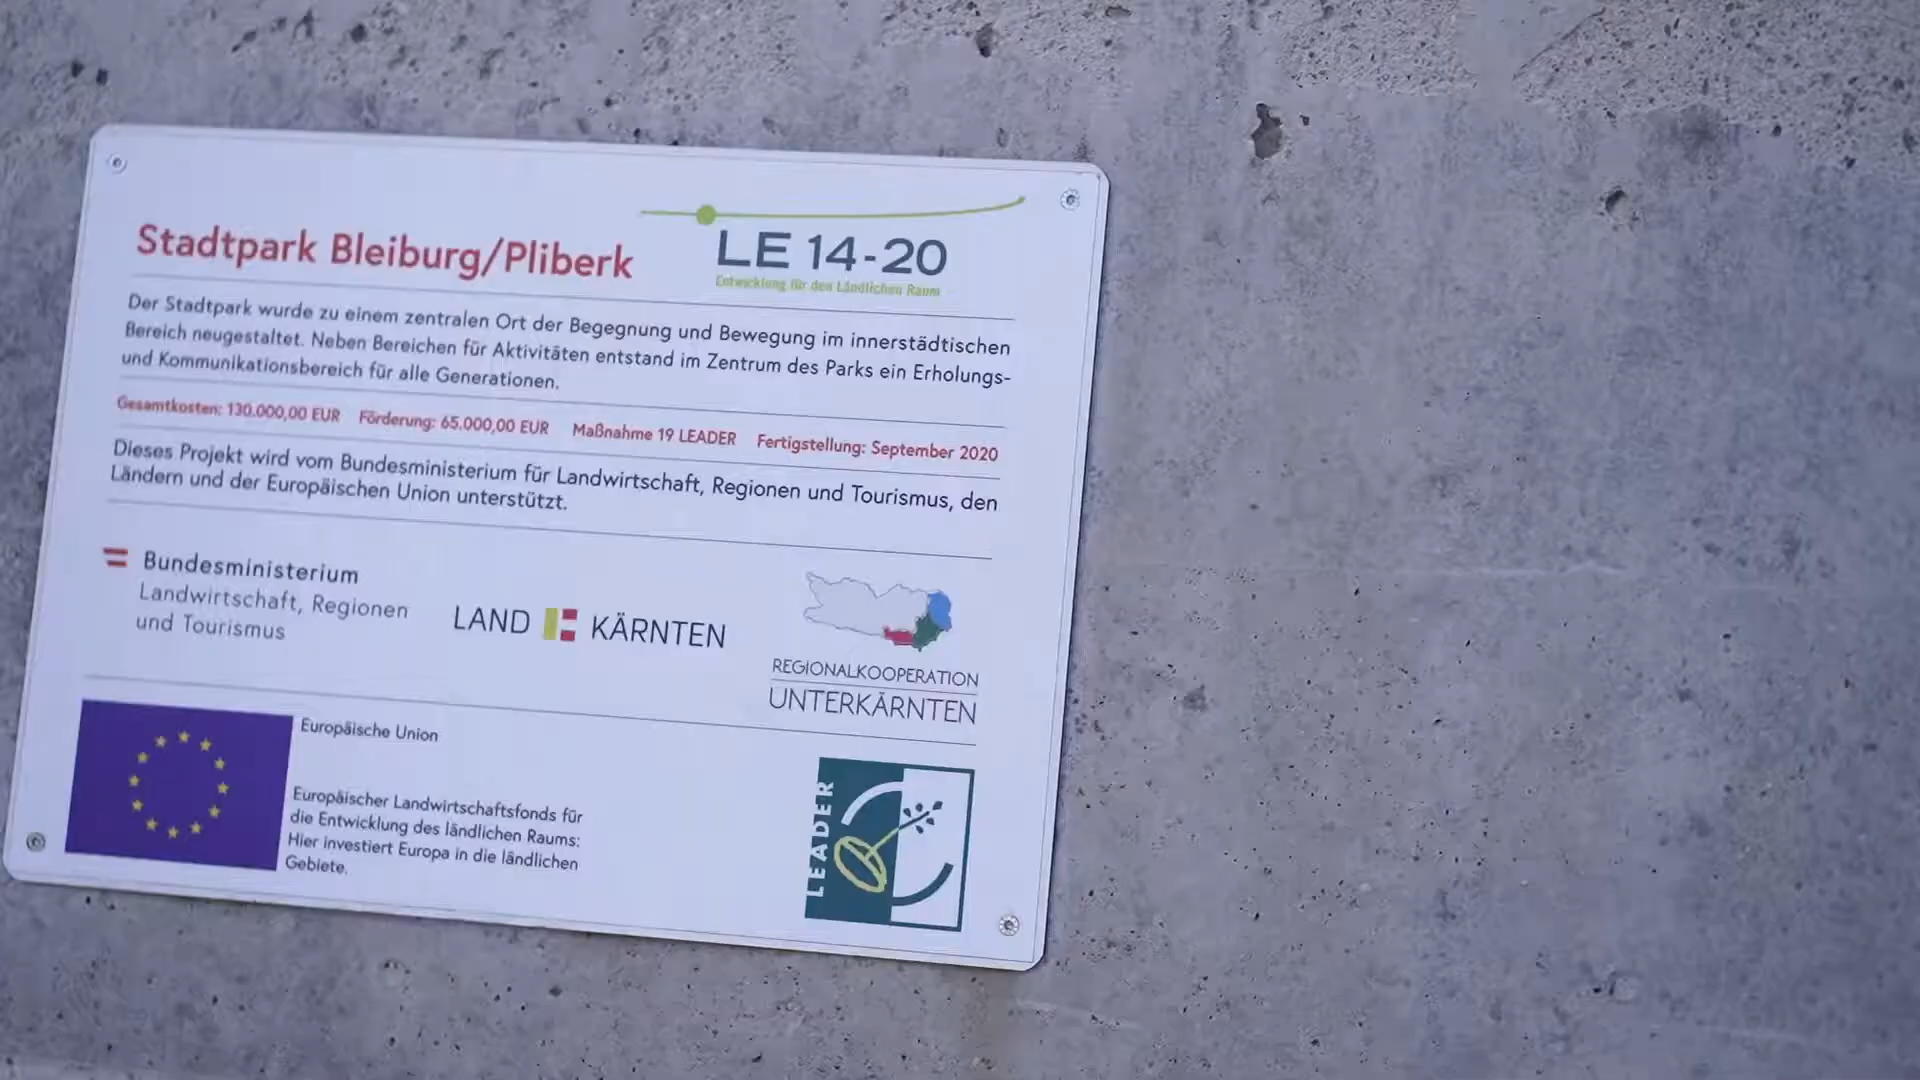 Stadtpark Bleiburg/Pliberk
LE 14-20
Entwicklung für den Ländlichen Raum
Der Stadtpark wurde zu einem zentralen Ort der Begegnung und Bewegung im innerstädtischen
Bereich neugestaltet. Neben Bereichen für Aktivitäten entstand im Zentrum des Parks ein Erholungs-
und Kommunikationsbereich für alle Generationen.
Gesamtkosten: 130.000,00 EUR Förderung: 65.000,00 EUR Maßnahme 19 LEADER Fertigstellung: September 2020
Dieses Projekt wird vom Bundesministerium für Landwirtschaft, Regionen und Tourismus, den
Ländern und der Europäischen Union unterstützt.
Bundesministerium
Landwirtschaft, Regionen
und Tourismus
LAND KÄRNTEN
REGIONALKOOPERATION
UNTERKÄRNTEN
Europäische Union
Europäischer Landwirtschaftsfonds für
die Entwicklung des ländlichen Raums:
Hier investiert Europa in die ländlichen
Gebiete.
LEADER